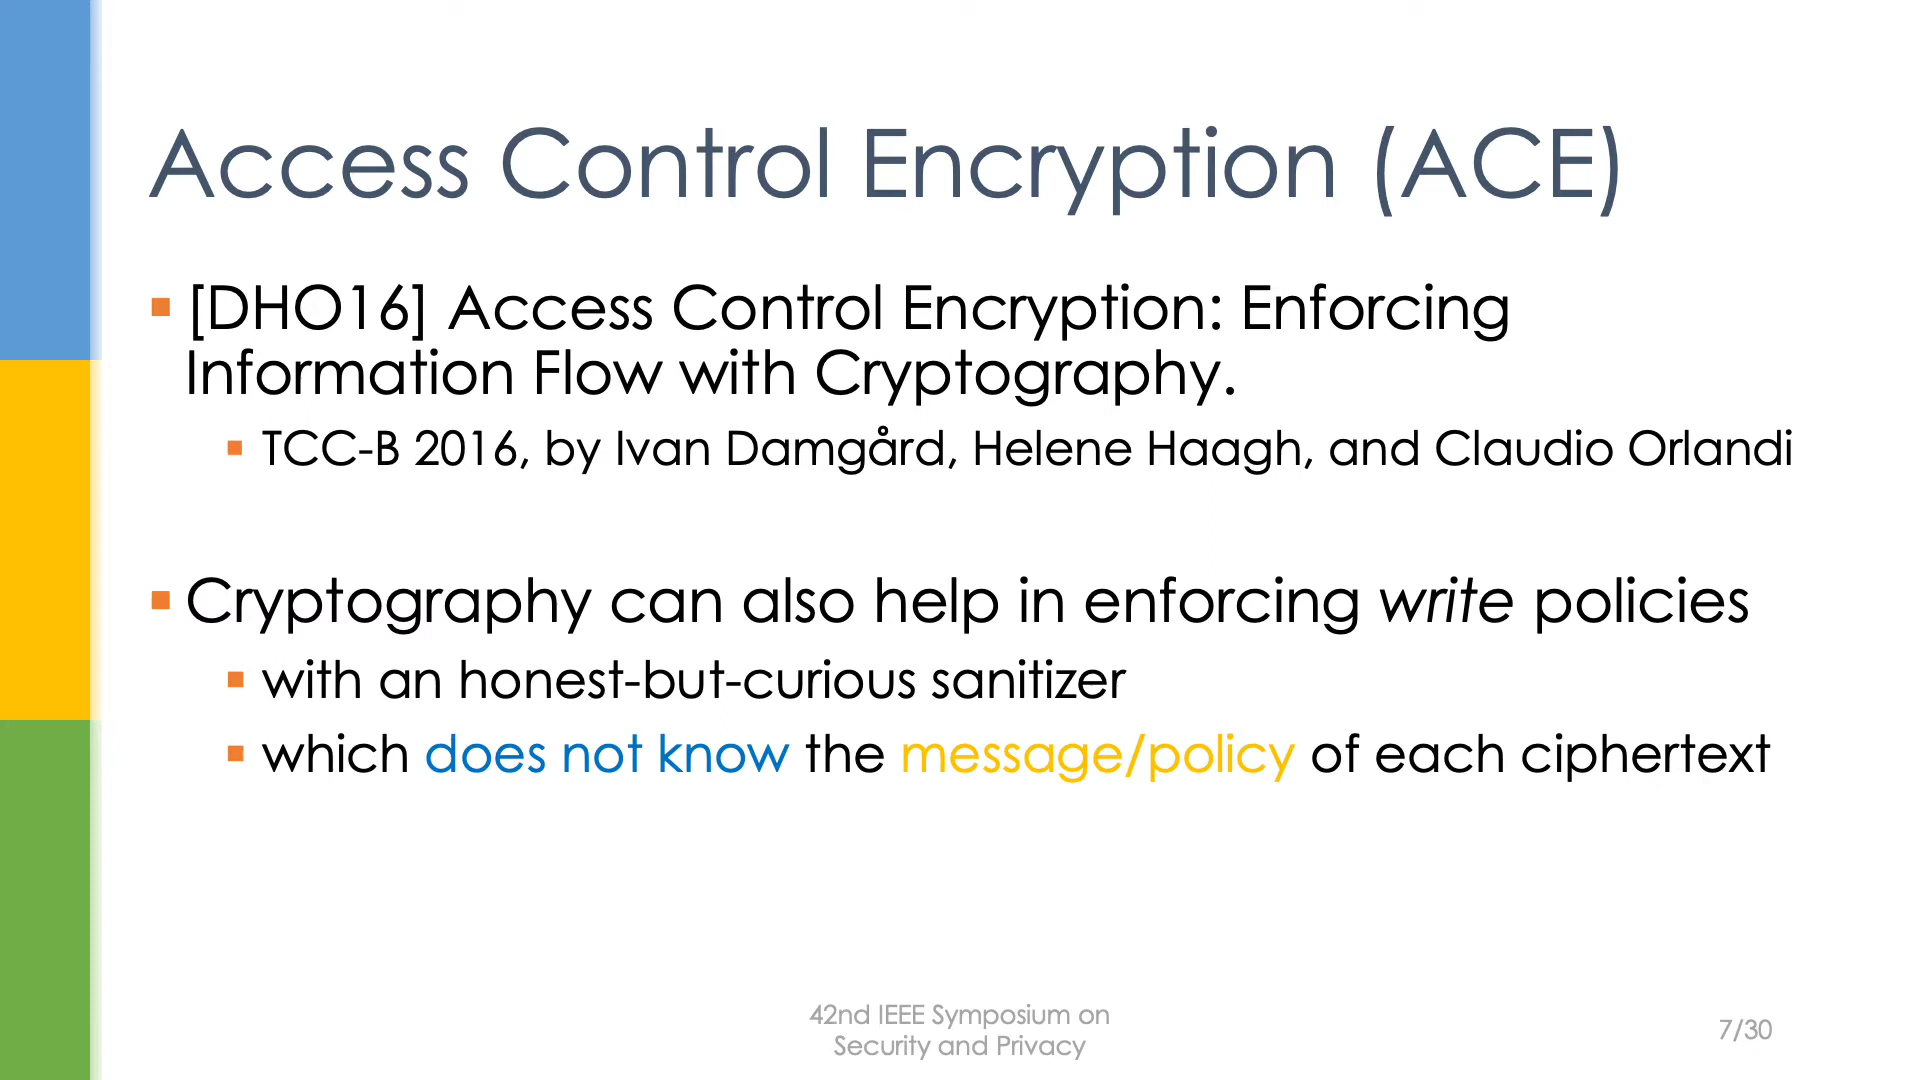 Access Control Encryption (ACE)
[DHO16] Access Control Encryption: Enforcing
Information Flow with Cryptography.
TCC-B 2016, by Ivan Damgård, Helene Haagh, and Claudio Orlandi
Cryptography can also help in enforcing write policies
with an honest-but-curious sanitizer
which does not know the message/policy of each ciphertext
42nd IEEE Symposium on
Security and Privacy
7/30